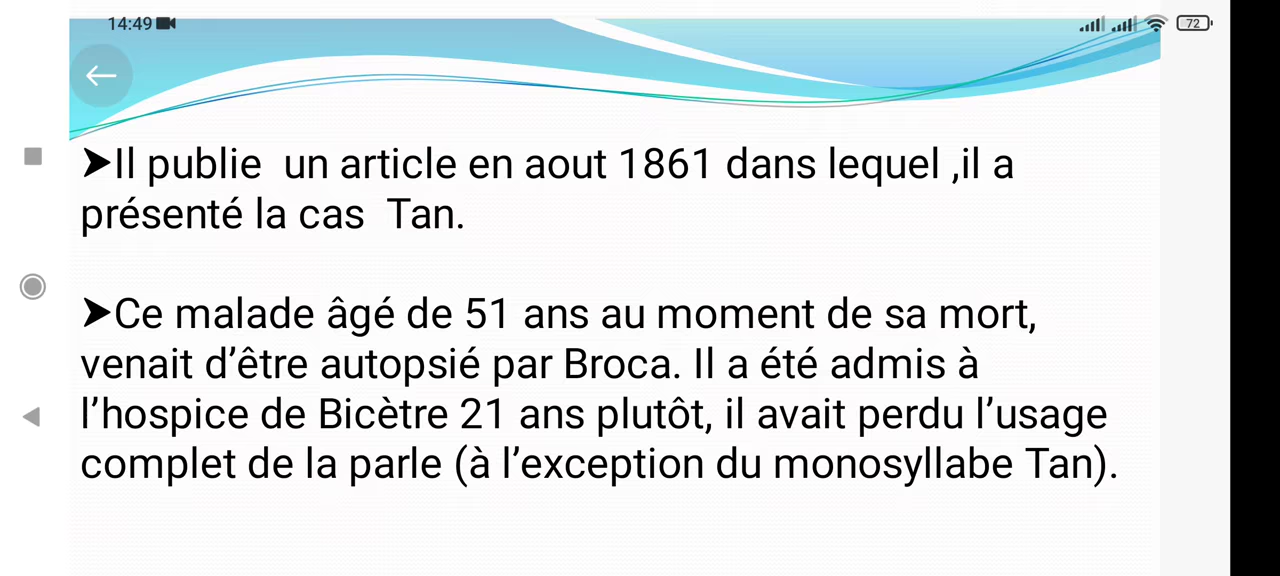 14:49
72
➤Il publie un article en aout 1861 dans lequel ,il a
présenté la cas Tan.
➤Ce malade âgé de 51 ans au moment de sa mort,
venait d’être autopsié par Broca. Il a été admis à
l’hospice de Bicètre 21 ans plutôt, il avait perdu l’usage
complet de la parle (à l’exception du monosyllabe Tan).